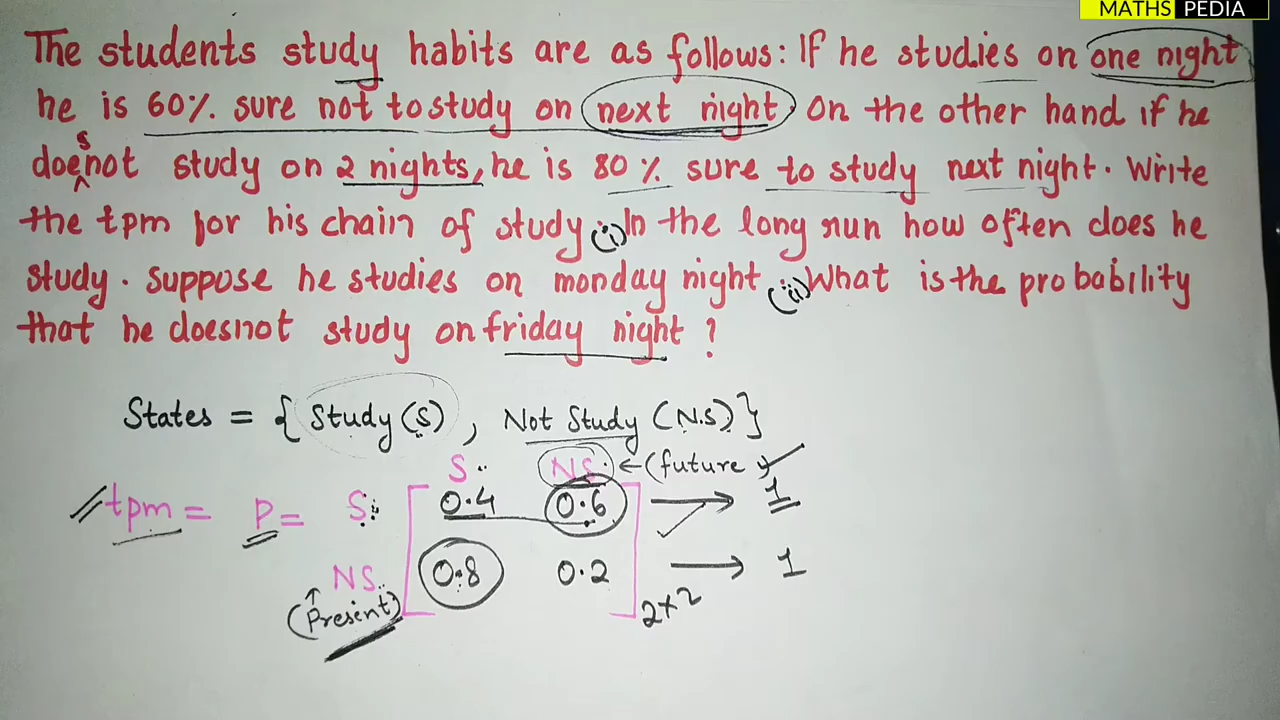 MATHS PEDIA
The students study habits are as follows: If he studies on one night
he is 60% sure not to study on next night. On the other hand if he
does not study on 2 nights, he is 80% sure to study next night. Write
the tpm for his chain of study. (i) In the long run how often does he
study. Suppose he studies on monday night. (ii) What is the probability
that he doesnot study on friday night ?
States = { Study (S) , Not Study (N.S) }
S NS ← (future)
tpm = P = S 0.4 0.6 → 1
NS 0.8 0.2 → 1
↑ (Present) 2×2